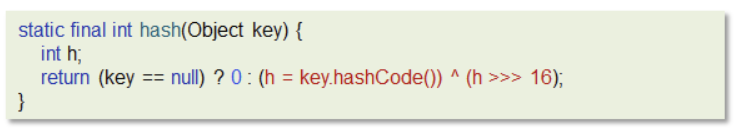 static final int hash(Object key) {
int h;
return (key == null) ? 0 : (h = key.hashCode()) ^ (h >>> 16);
}